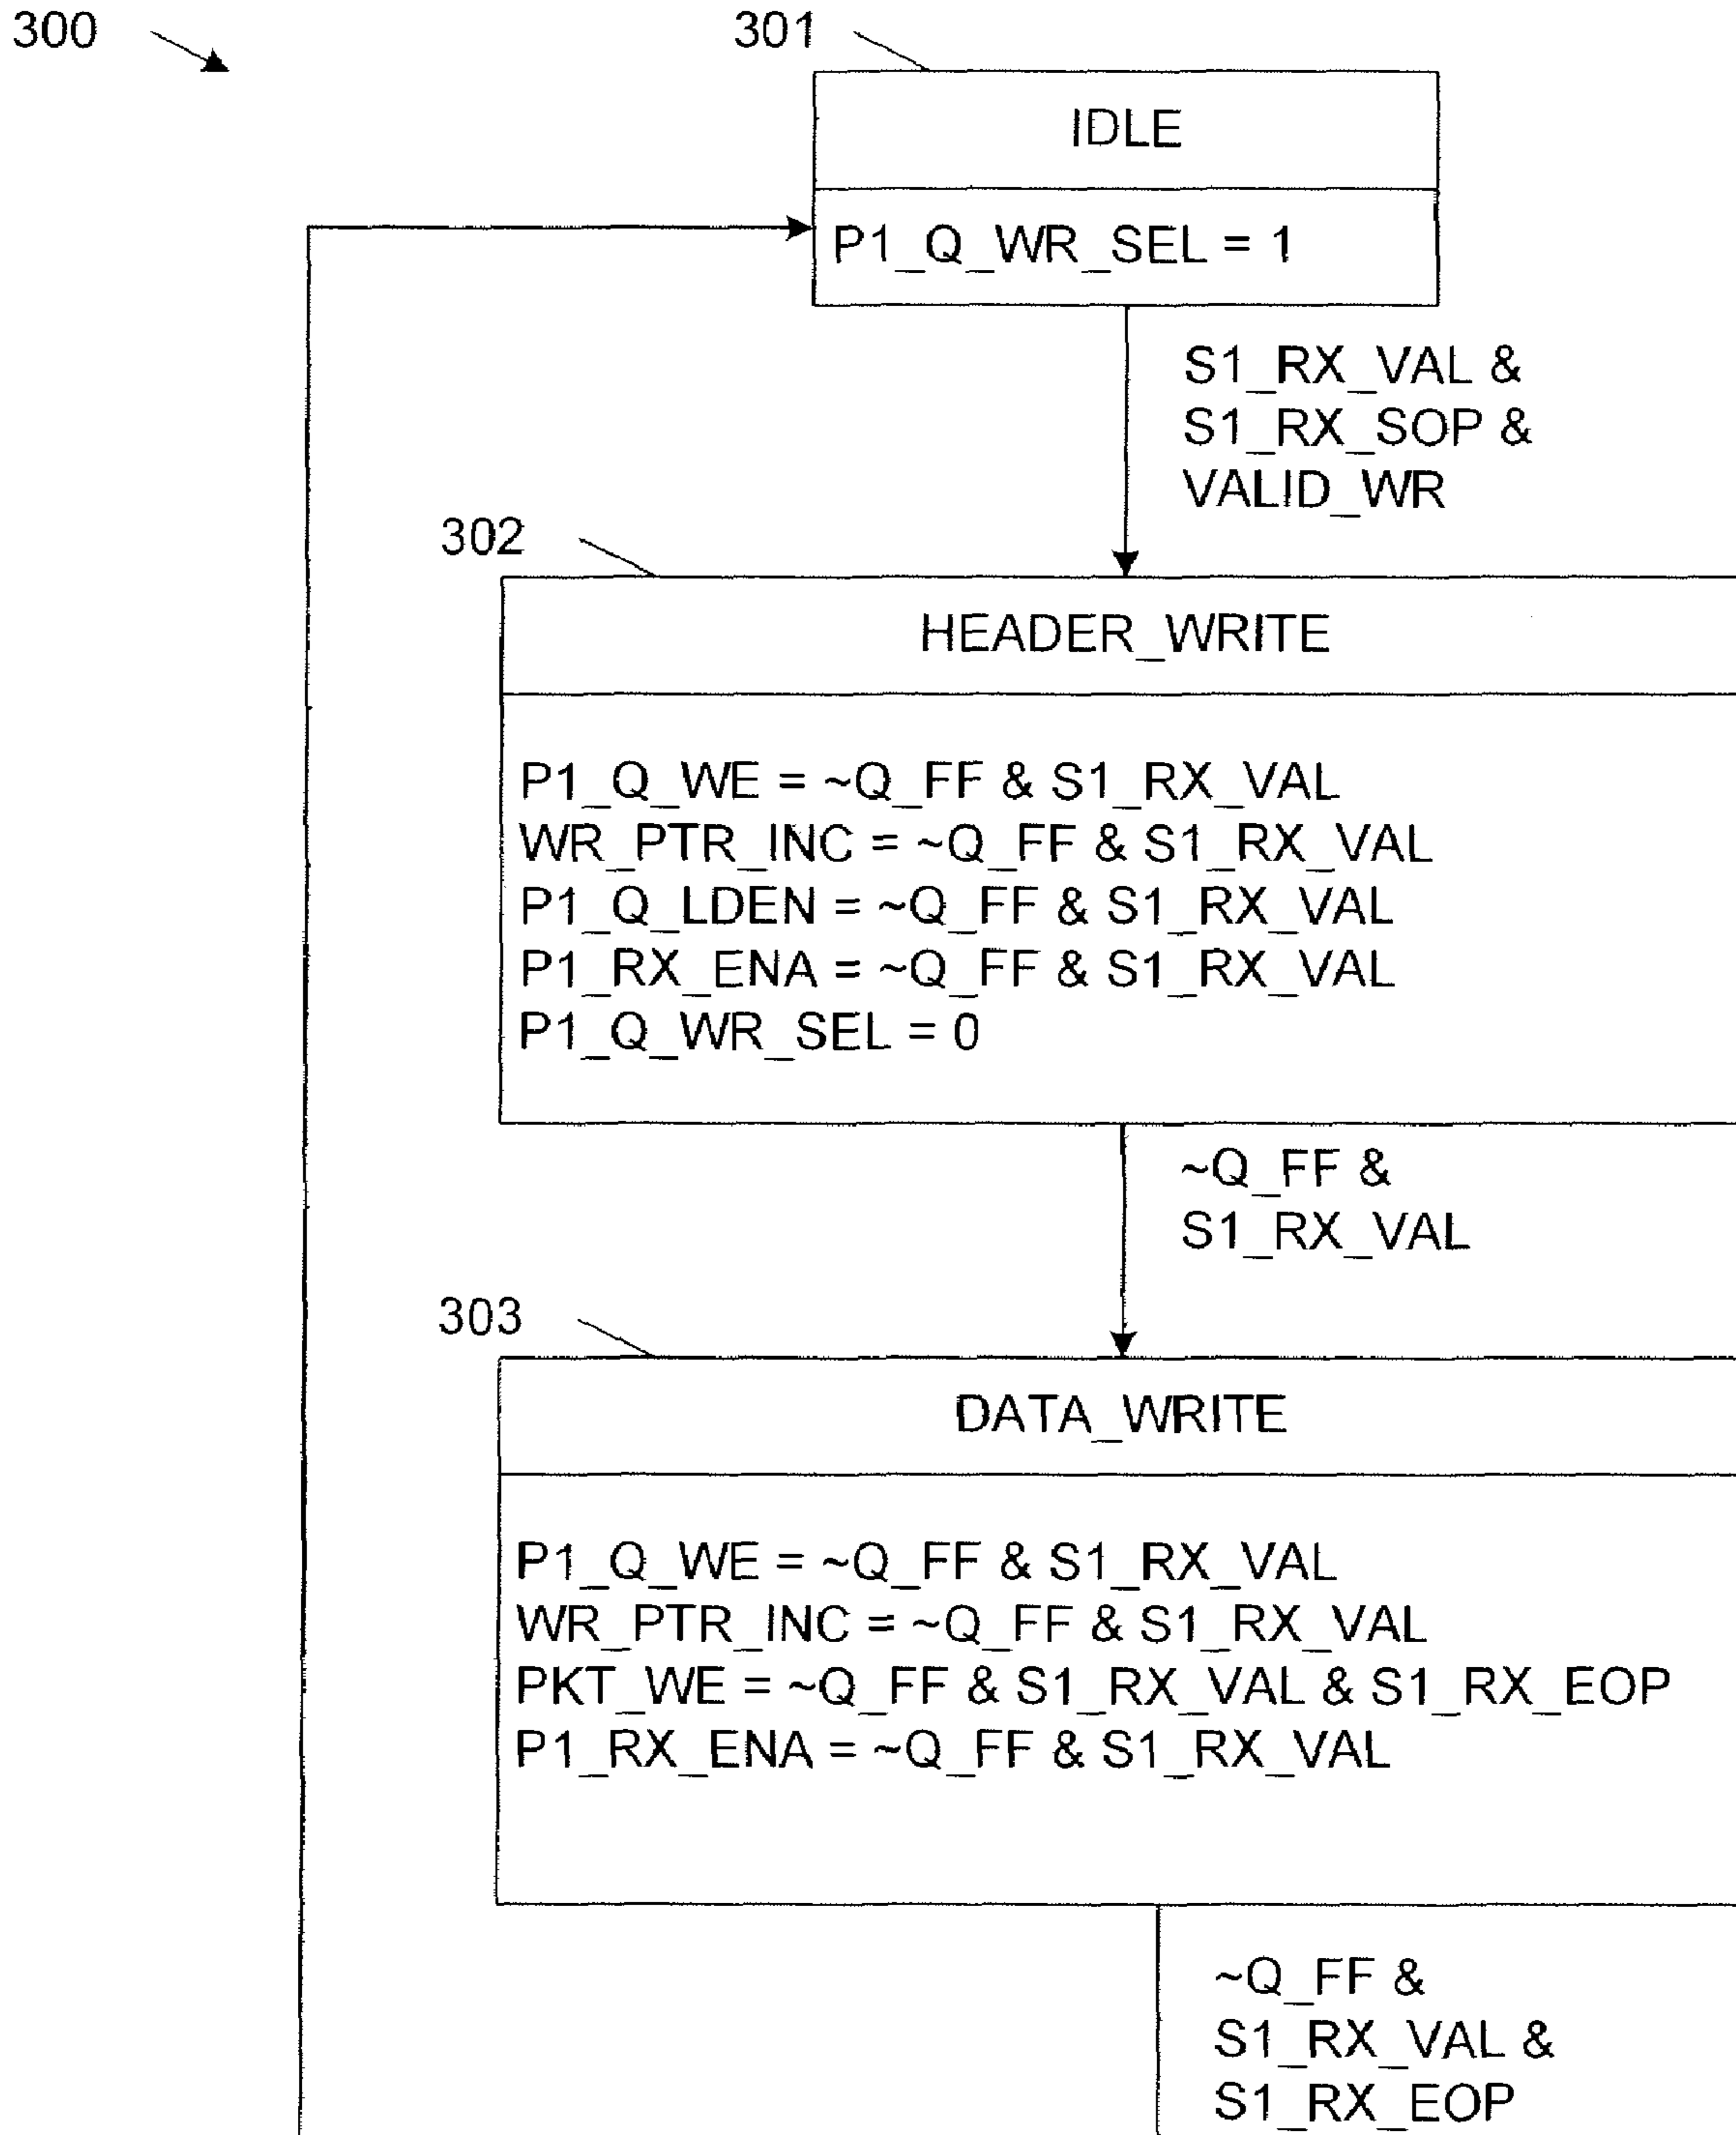 300
301
IDLE
P1_Q_WR_SEL = 1
S1_RX_VAL &
S1_RX_SOP &
VALID_WR
302
HEADER_WRITE
P1_Q_WE = ~Q_FF & S1_RX_VAL
WR_PTR_INC = ~Q_FF & S1_RX_VAL
P1_Q_LDEN = ~Q_FF & S1_RX_VAL
P1_RX_ENA = ~Q_FF & S1_RX_VAL
P1_Q_WR_SEL = 0
~Q_FF &
S1_RX_VAL
303
DATA_WRITE
P1_Q_WE = ~Q_FF & S1_RX_VAL
WR_PTR_INC = ~Q_FF & S1_RX_VAL
PKT_WE = ~Q_FF & S1_RX_VAL & S1_RX_EOP
P1_RX_ENA = ~Q_FF & S1_RX_VAL
~Q_FF &
S1_RX_VAL &
S1_RX_EOP